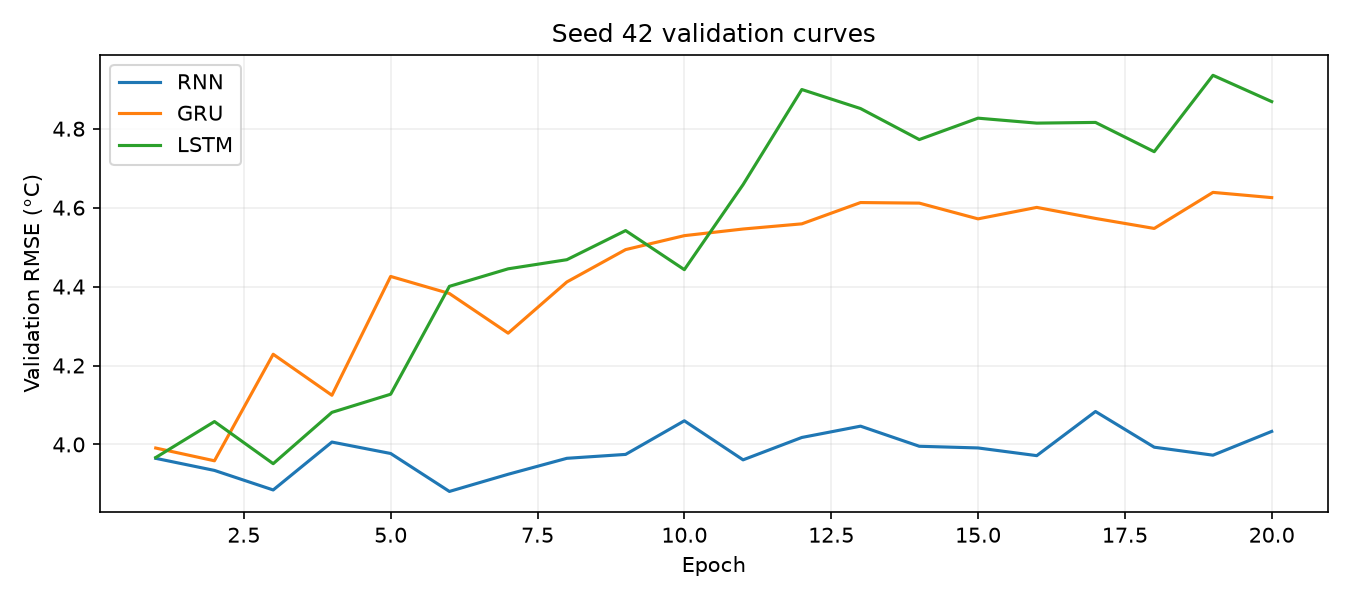 Seed 42 validation curves
RNN
GRU
LSTM
Validation RMSE (°C)
4.8
4.6
4.4
4.2
4.0
2.5 5.0 7.5 10.0 12.5 15.0 17.5 20.0
Epoch